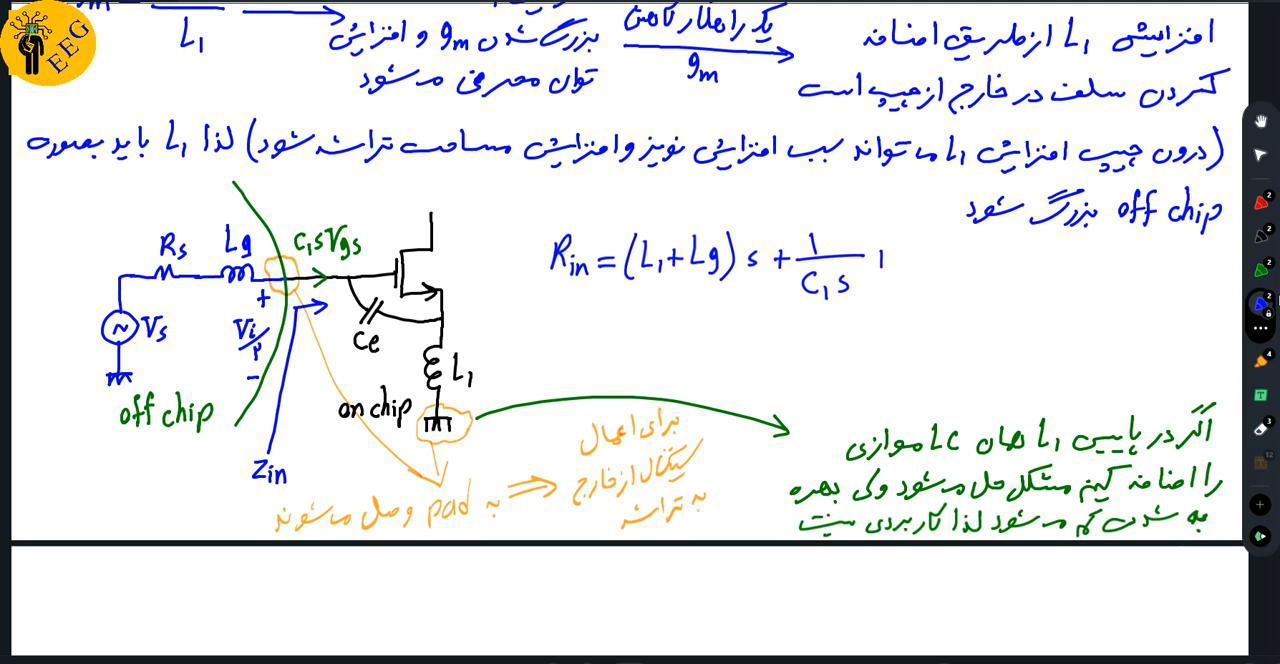 EEG
L₁
بزرگ شدن gm و افزایش
توان مصرفی می‌شود
یک راهکار کاهش
gm
افزایش L₁ از طریق اضافه
کردن سلف در خارج از چیپ است
(درون چیپ افزایش L₁ می‌تواند سبب افزایش نویز و افزایش مساحت تراشه شود) لذا L₁ باید بصورت
off chip بزرگ شود
Rs Lg C₁sVgs
Rin = (L₁+Lg) s + 1/(C₁s)
Vs
+
Vi/۲
-
Ce
L₁
off chip
on chip
Zin
به pad وصل می‌شوند
برای اعمال
سیگنال از خارج
به تراشه
اگر در پایین L₁ همان LC موازی
را اضافه کنیم مشکل حل می‌شود ولی بهره
به شدت کم می‌شود لذا کاربردی نیست